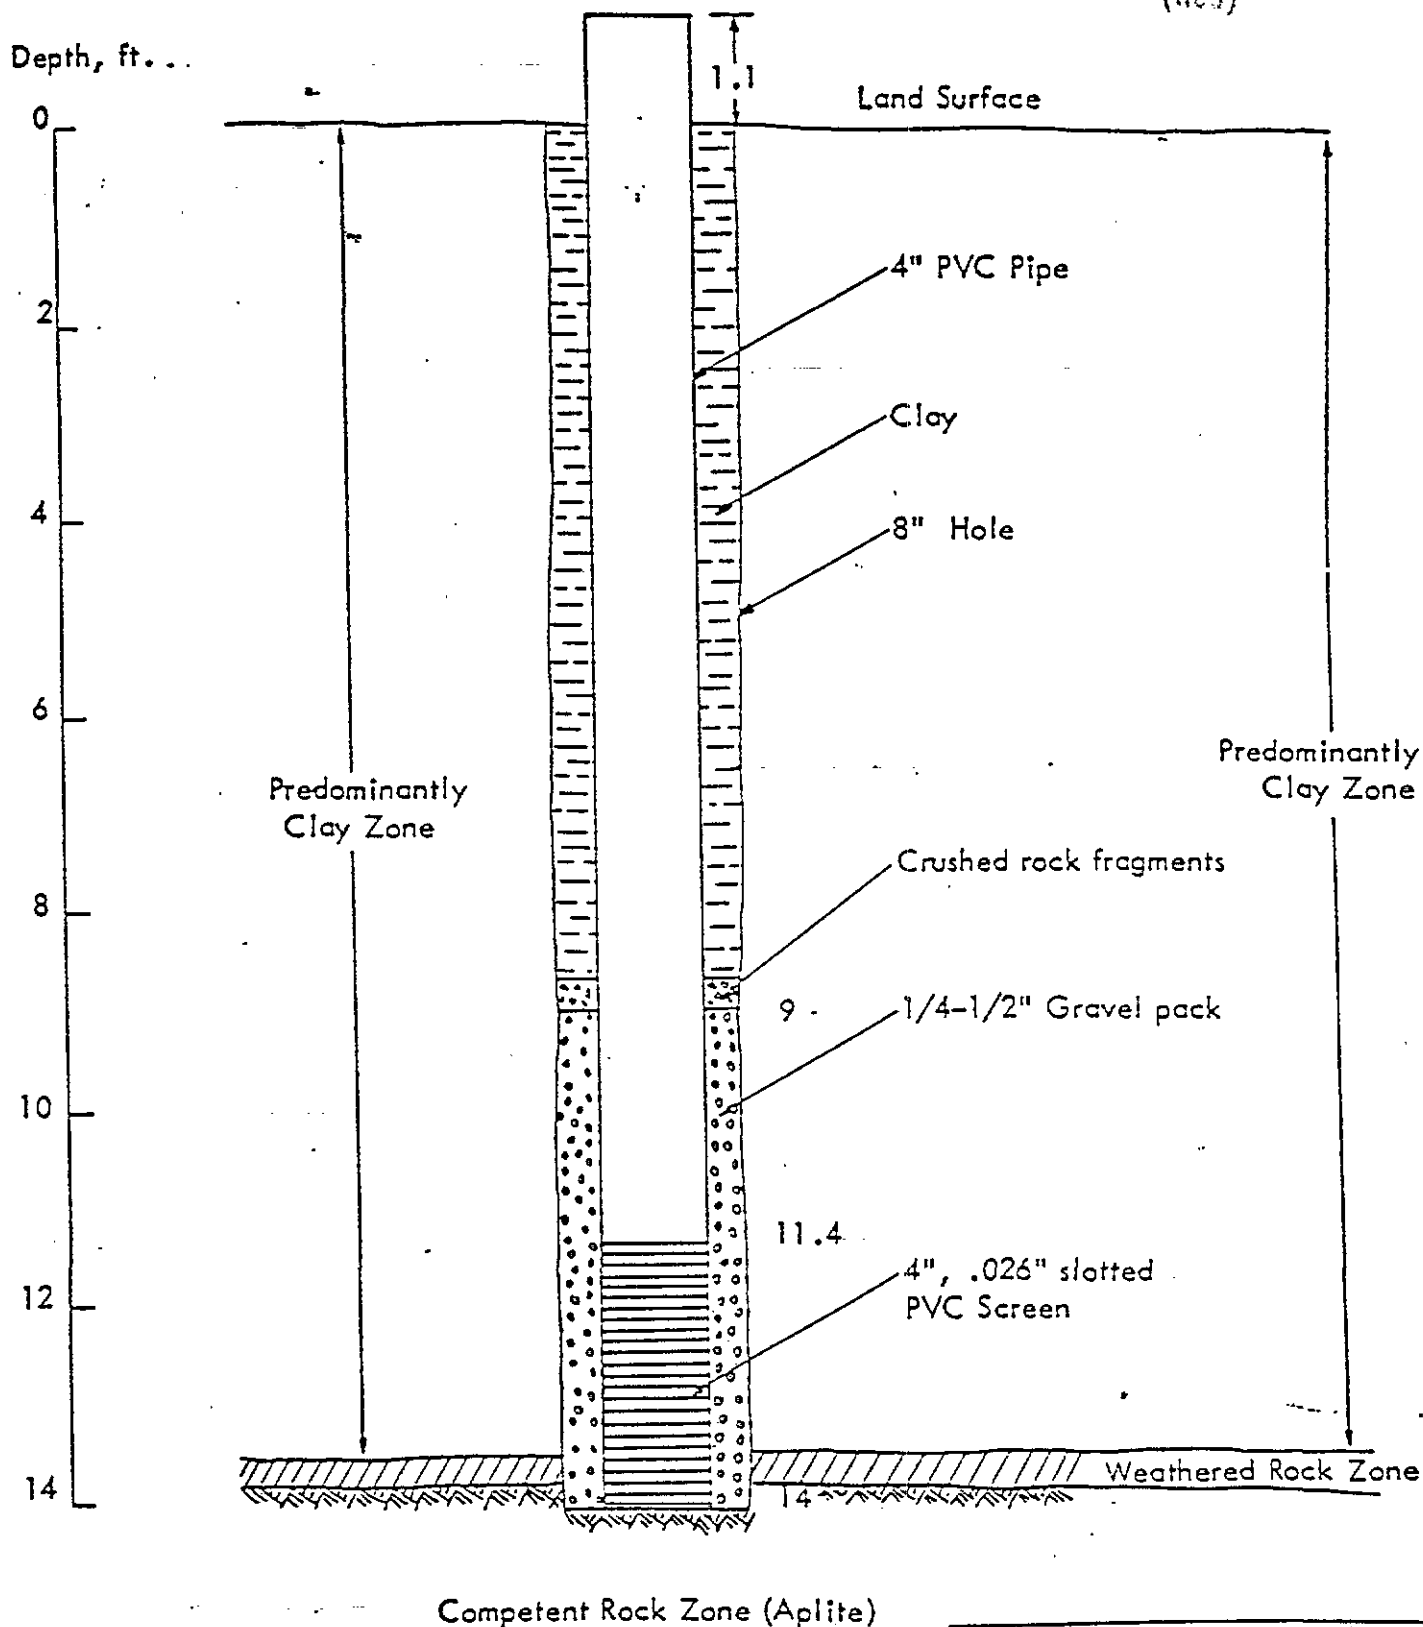 Depth, ft...
1.1
Land Surface
0
4" PVC Pipe
2
Clay
4
8" Hole
6
Predominantly
Clay Zone
Predominantly
Clay Zone
Crushed rock fragments
8
9
1/4-1/2" Gravel pack
10
11.4
4", .026" slotted
PVC Screen
12
Weathered Rock Zone
14
14
Competent Rock Zone (Aplite)